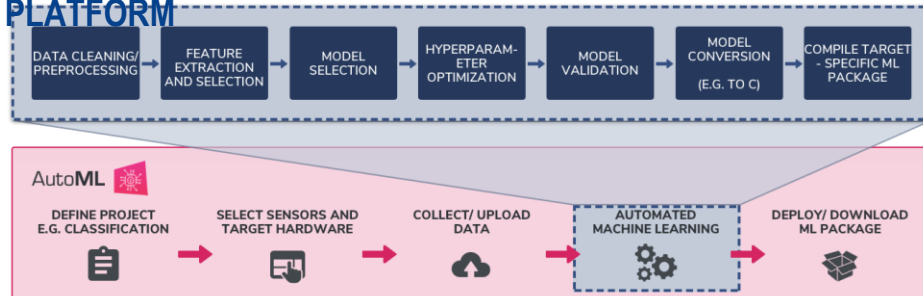 PLATFORM
DATA CLEANING/
PREPROCESSING
FEATURE
EXTRACTION
AND SELECTION
MODEL
SELECTION
HYPERPARAM-
ETER
OPTIMIZATION
MODEL
VALIDATION
MODEL
CONVERSION
(E.G. TO C)
COMPILE TARGET
- SPECIFIC ML
PACKAGE
AutoML
DEFINE PROJECT
E.G. CLASSIFICATION
SELECT SENSORS AND
TARGET HARDWARE
COLLECT/ UPLOAD
DATA
AUTOMATED
MACHINE LEARNING
DEPLOY/ DOWNLOAD
ML PACKAGE